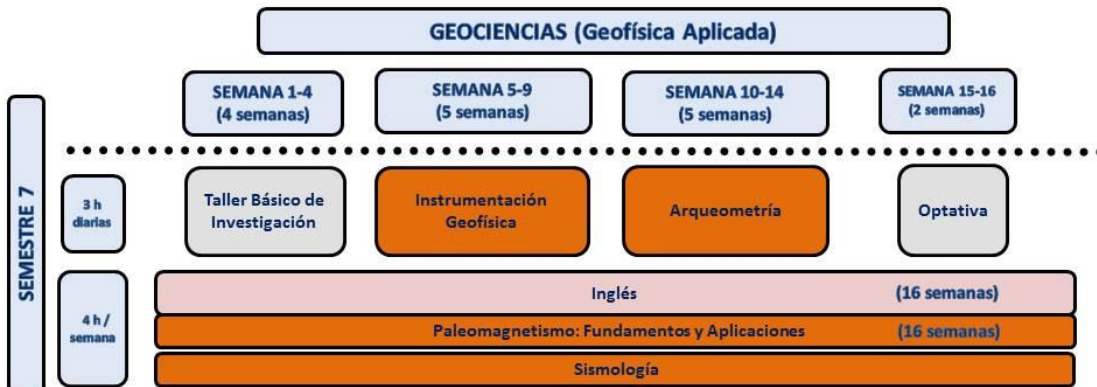 GEOCIENCIAS (Geofísica Aplicada)
SEMANA 1-4
(4 semanas)
SEMANA 5-9
(5 semanas)
SEMANA 10-14
(5 semanas)
SEMANA 15-16
(2 semanas)
SEMESTRE 7
3 h
diarias
Taller Básico de
Investigación
Instrumentación
Geofísica
Arqueometría
Optativa
4 h /
semana
Inglés (16 semanas)
Paleomagnetismo: Fundamentos y Aplicaciones (16 semanas)
Sismología